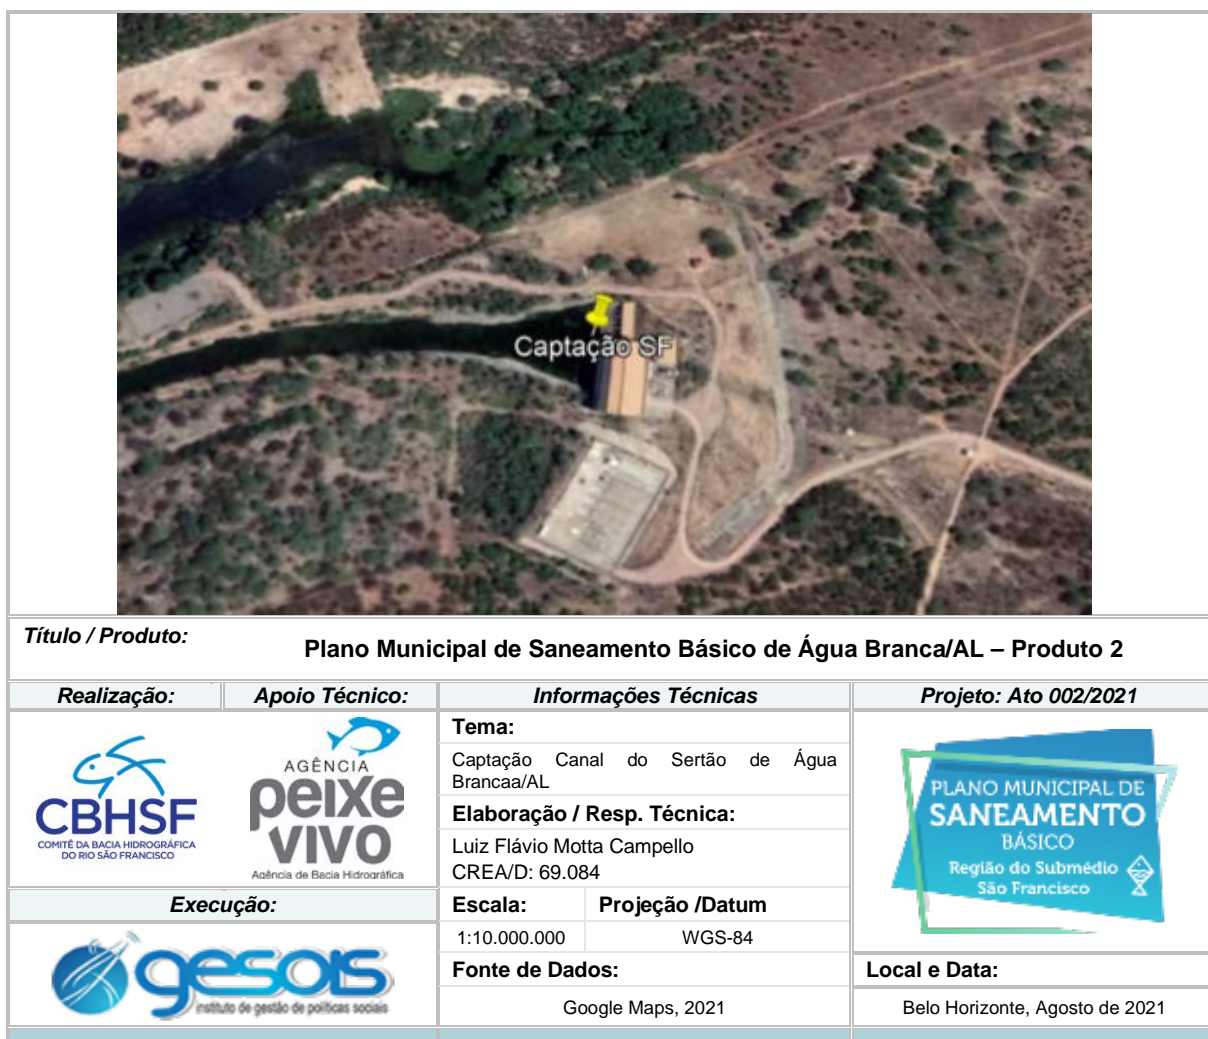 Captação SF
Título / Produto:
Plano Municipal de Saneamento Básico de Água Branca/AL – Produto 2
Realização:
Apoio Técnico:
Informações Técnicas
Projeto: Ato 002/2021
CBHSF
COMITÊ DA BACIA HIDROGRÁFICA
DO RIO SÃO FRANCISCO
AGÊNCIA
peixe
vivo
Agência de Bacia Hidrográfica
Tema:
Captação Canal do Sertão de Água
Brancaa/AL
Elaboração / Resp. Técnica:
Luiz Flávio Motta Campello
CREA/D: 69.084
PLANO MUNICIPAL DE
SANEAMENTO
BÁSICO
Região do Submédio
São Francisco
Execução:
gesois
instituto de gestão de políticas sociais
Escala:
Projeção /Datum
1:10.000.000
WGS-84
Fonte de Dados:
Google Maps, 2021
Local e Data:
Belo Horizonte, Agosto de 2021